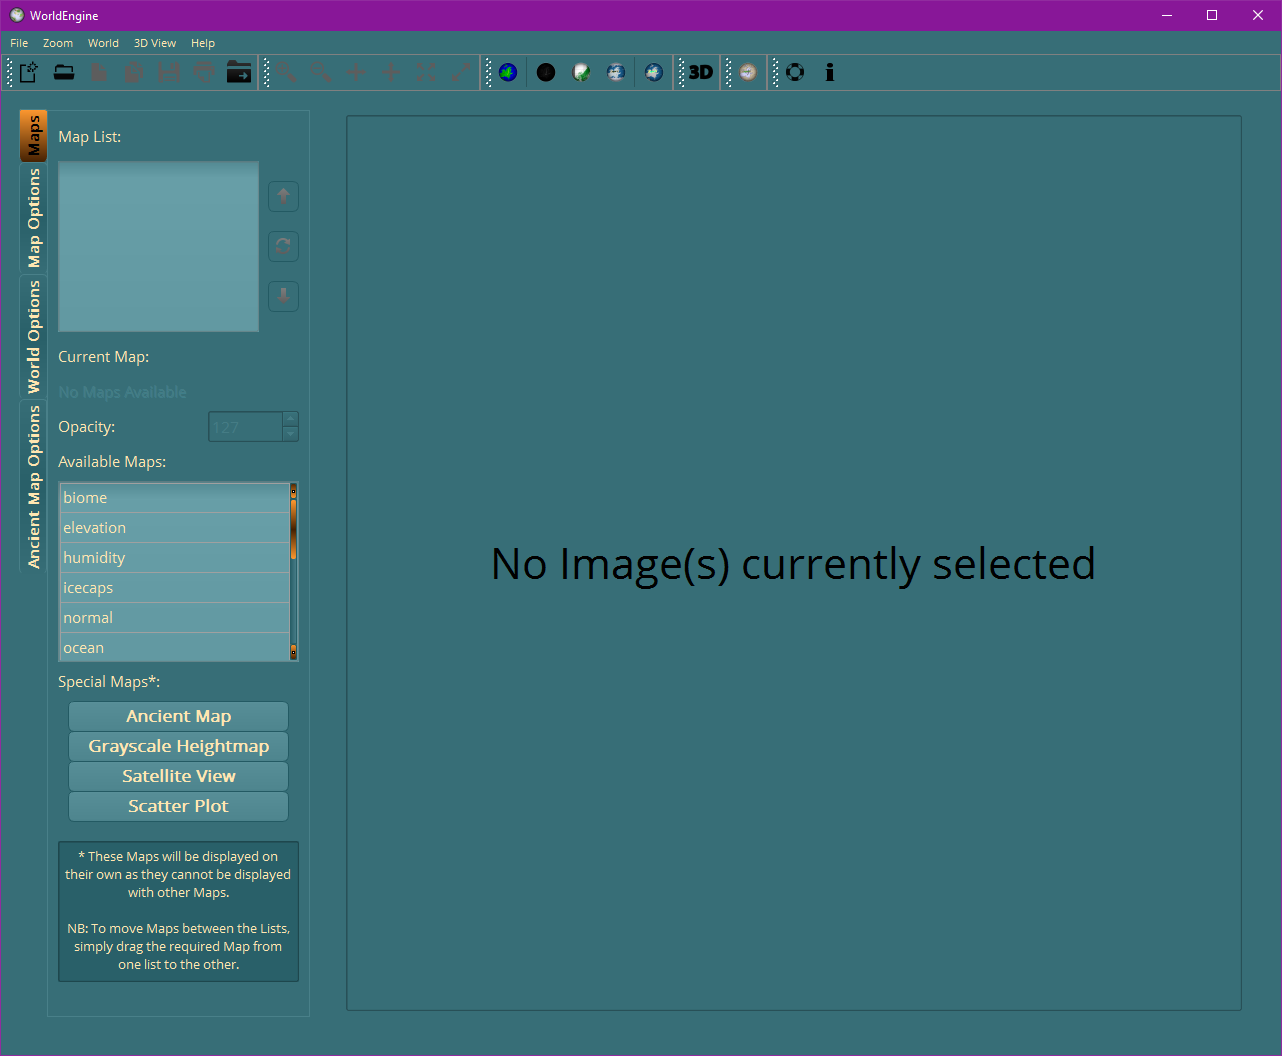 WorldEngine
File Zoom World 3D View Help
3D
Maps
Map Options
World Options
Ancient Map Options
Map List:
Current Map:
No Maps Available
Opacity: 127
Available Maps:
biome
elevation
humidity
icecaps
normal
ocean
Special Maps*:
Ancient Map
Grayscale Heightmap
Satellite View
Scatter Plot
* These Maps will be displayed on
their own as they cannot be displayed
with other Maps.
NB: To move Maps between the Lists,
simply drag the required Map from
one list to the other.
No Image(s) currently selected